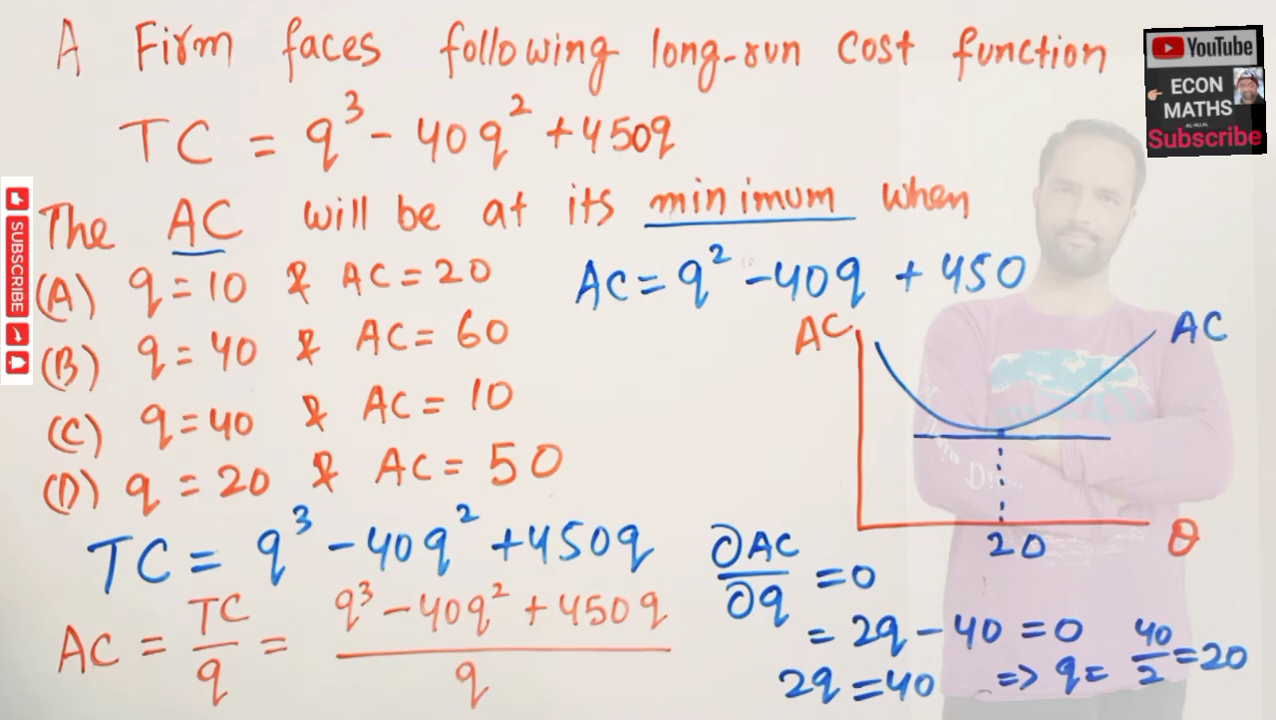 A Firm faces following long-run cost function
TC = q³ - 40q² + 450q
The AC will be at its minimum when
(A) q = 10 & AC = 20
(B) q = 40 & AC = 60
(C) q = 40 & AC = 10
(D) q = 20 & AC = 50
TC = q³ - 40q² + 450q
AC = TC/q = (q³ - 40q² + 450q)/q
AC = q² - 40q + 450
AC
AC
20
Q
∂AC/∂q = 0
= 2q - 40 = 0
2q = 40 => q = 40/2 = 20
YouTube
ECON
MATHS
Subscribe
SUBSCRIBE